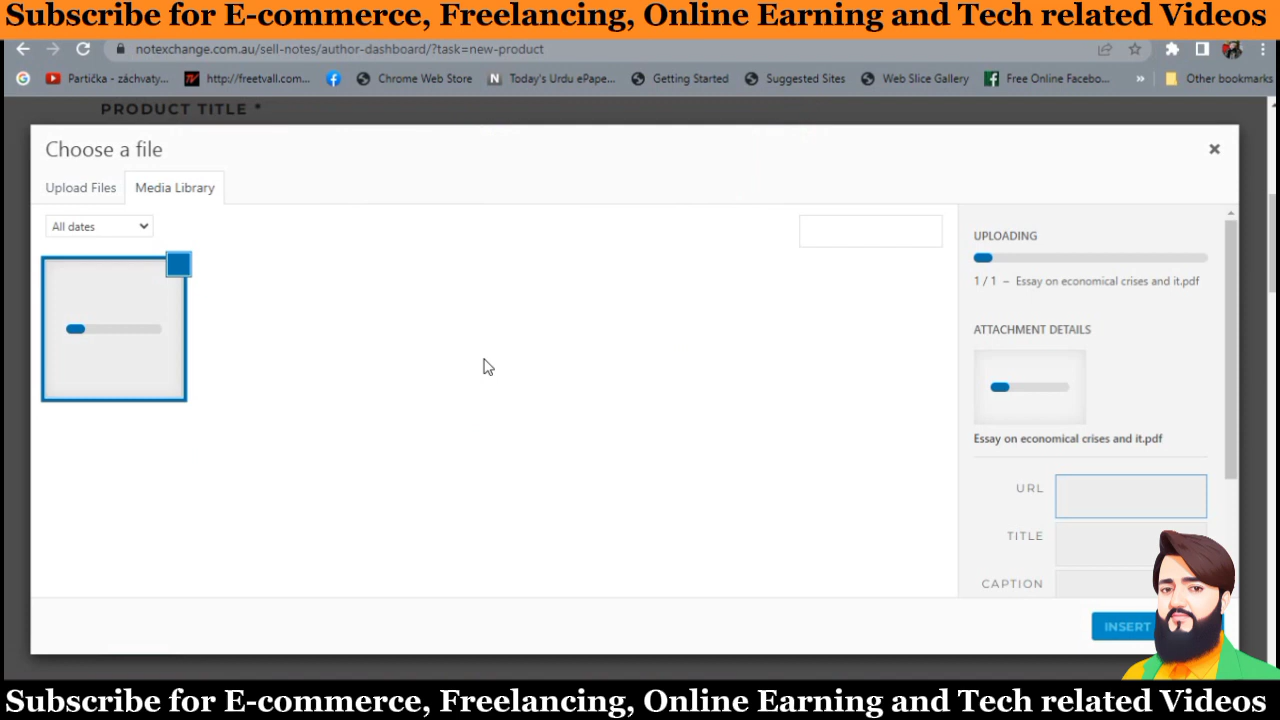 Subscribe for E-commerce, Freelancing, Online Earning and Tech related Videos
notexchange.com.au/sell-notes/author-dashboard/?task=new-product
Partička - záchvaty... http://freetvall.com... Chrome Web Store Today's Urdu ePape... Getting Started Suggested Sites Web Slice Gallery Free Online Facebo... » Other bookmarks
PRODUCT TITLE *
Choose a file
Upload Files Media Library
All dates
UPLOADING
1 / 1 – Essay on economical crises and it.pdf
ATTACHMENT DETAILS
Essay on economical crises and it.pdf
URL
TITLE
CAPTION
INSERT
Subscribe for E-commerce, Freelancing, Online Earning and Tech related Videos